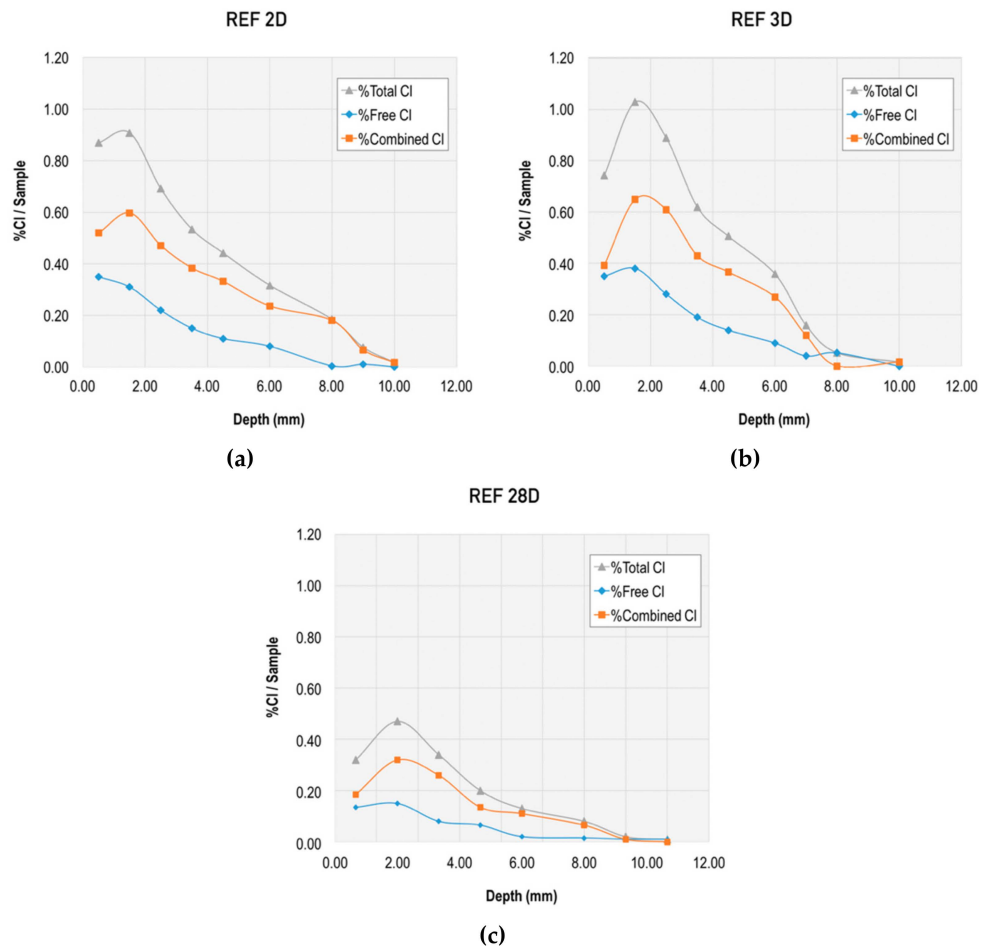 REF 2D
1.20
1.00
0.80
0.60
0.40
0.20
0.00
%Cl / Sample
%Total Cl
%Free Cl
%Combined Cl
0.00 2.00 4.00 6.00 8.00 10.00 12.00
Depth (mm)
(a)
REF 3D
1.20
1.00
0.80
0.60
0.40
0.20
0.00
%Cl / Sample
%Total Cl
%Free Cl
%Combined Cl
0.00 2.00 4.00 6.00 8.00 10.00 12.00
Depth (mm)
(b)
REF 28D
1.20
1.00
0.80
0.60
0.40
0.20
0.00
%Cl / Sample
%Total Cl
%Free Cl
%Combined Cl
0.00 2.00 4.00 6.00 8.00 10.00 12.00
Depth (mm)
(c)